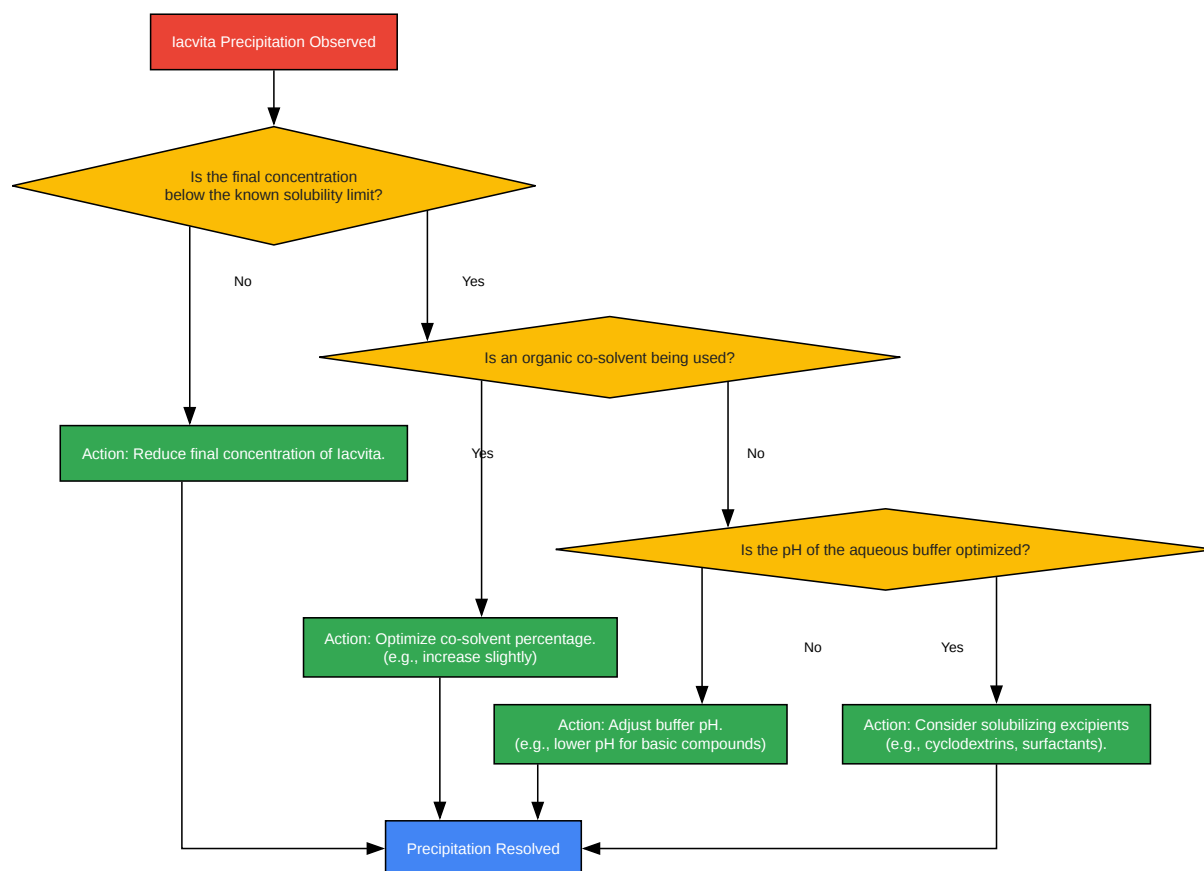 Iacvita Precipitation Observed
Is the final concentration
below the known solubility limit?
No
Yes
Is an organic co-solvent being used?
Action: Reduce final concentration of Iacvita.
Yes
No
Is the pH of the aqueous buffer optimized?
Action: Optimize co-solvent percentage.
(e.g., increase slightly)
No
Yes
Action: Adjust buffer pH.
(e.g., lower pH for basic compounds)
Action: Consider solubilizing excipients
(e.g., cyclodextrins, surfactants).
Precipitation Resolved